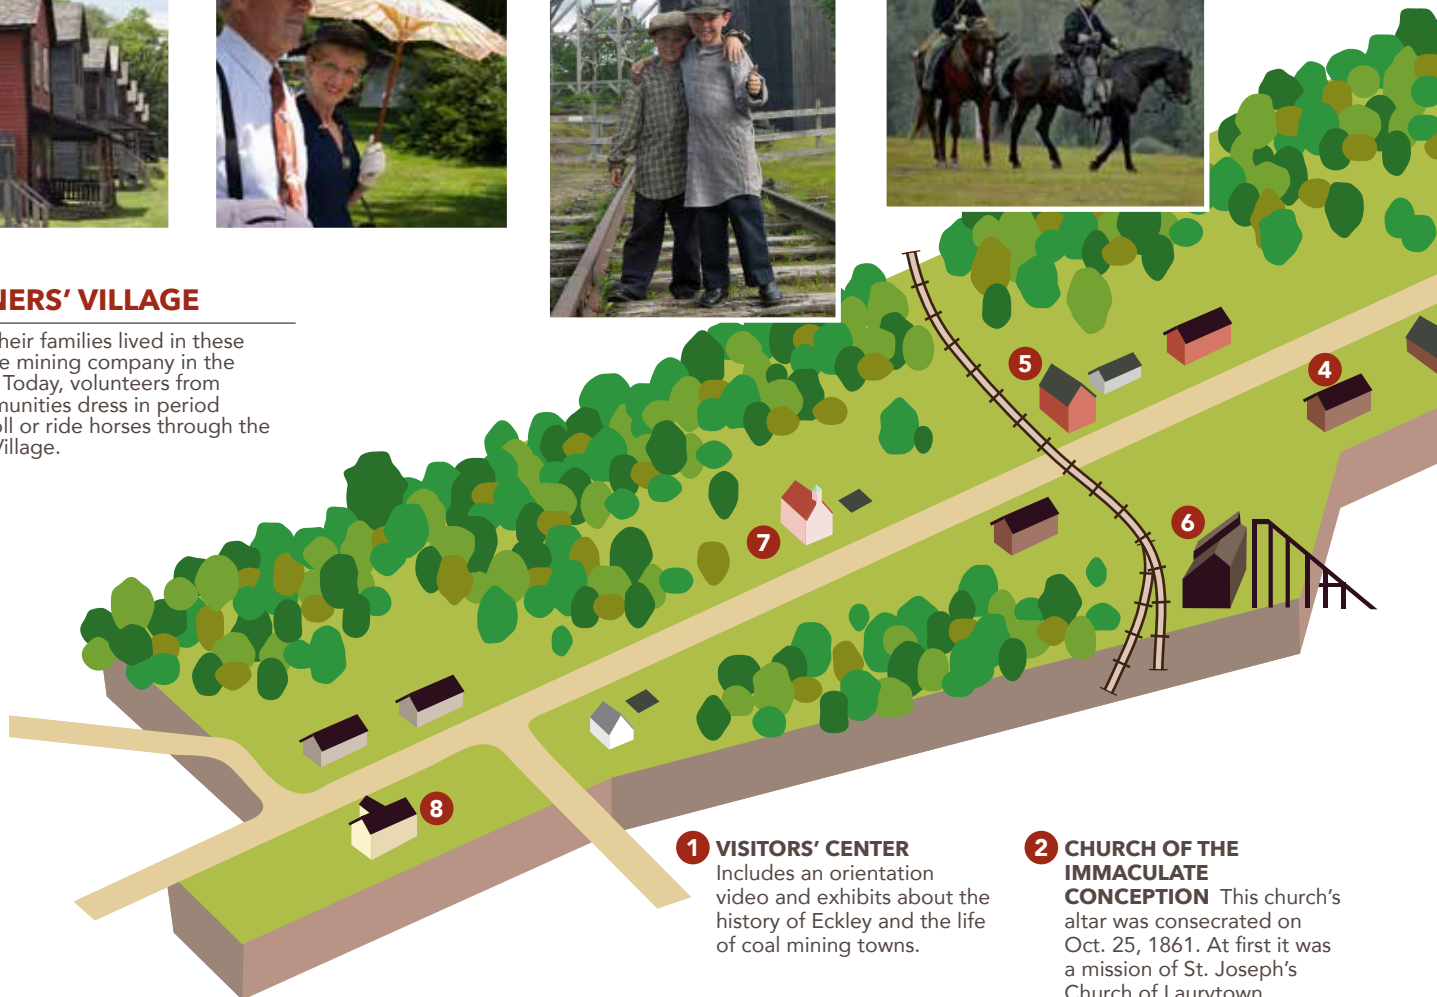 NERS' VILLAGE
heir families lived in these
e mining company in the
Today, volunteers from
munities dress in period
oll or ride horses through the
Village.
5
4
6
7
8
1 VISITORS' CENTER
Includes an orientation
video and exhibits about the
history of Eckley and the life
of coal mining towns.
2 CHURCH OF THE
IMMACULATE
CONCEPTION This church's
altar was consecrated on
Oct. 25, 1861. At first it was
a mission of St. Joseph's
Church of Laurytown